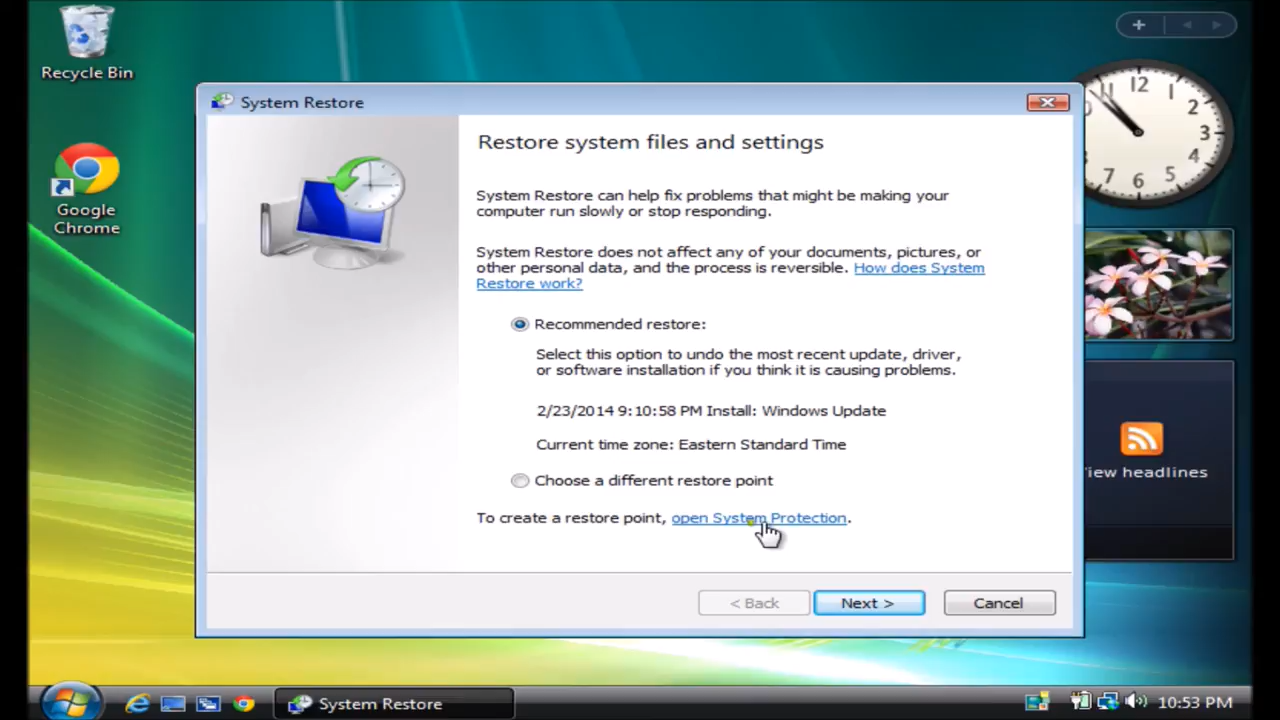 Recycle Bin
Google
Chrome
System Restore
Restore system files and settings
System Restore can help fix problems that might be making your
computer run slowly or stop responding.
System Restore does not affect any of your documents, pictures, or
other personal data, and the process is reversible. How does System
Restore work?
Recommended restore:
Select this option to undo the most recent update, driver,
or software installation if you think it is causing problems.
2/23/2014 9:10:58 PM Install: Windows Update
Current time zone: Eastern Standard Time
Choose a different restore point
To create a restore point, open System Protection.
< Back
Next >
Cancel
11 12 1
2
3
4
5
6
7
headlines
System Restore
10:53 PM